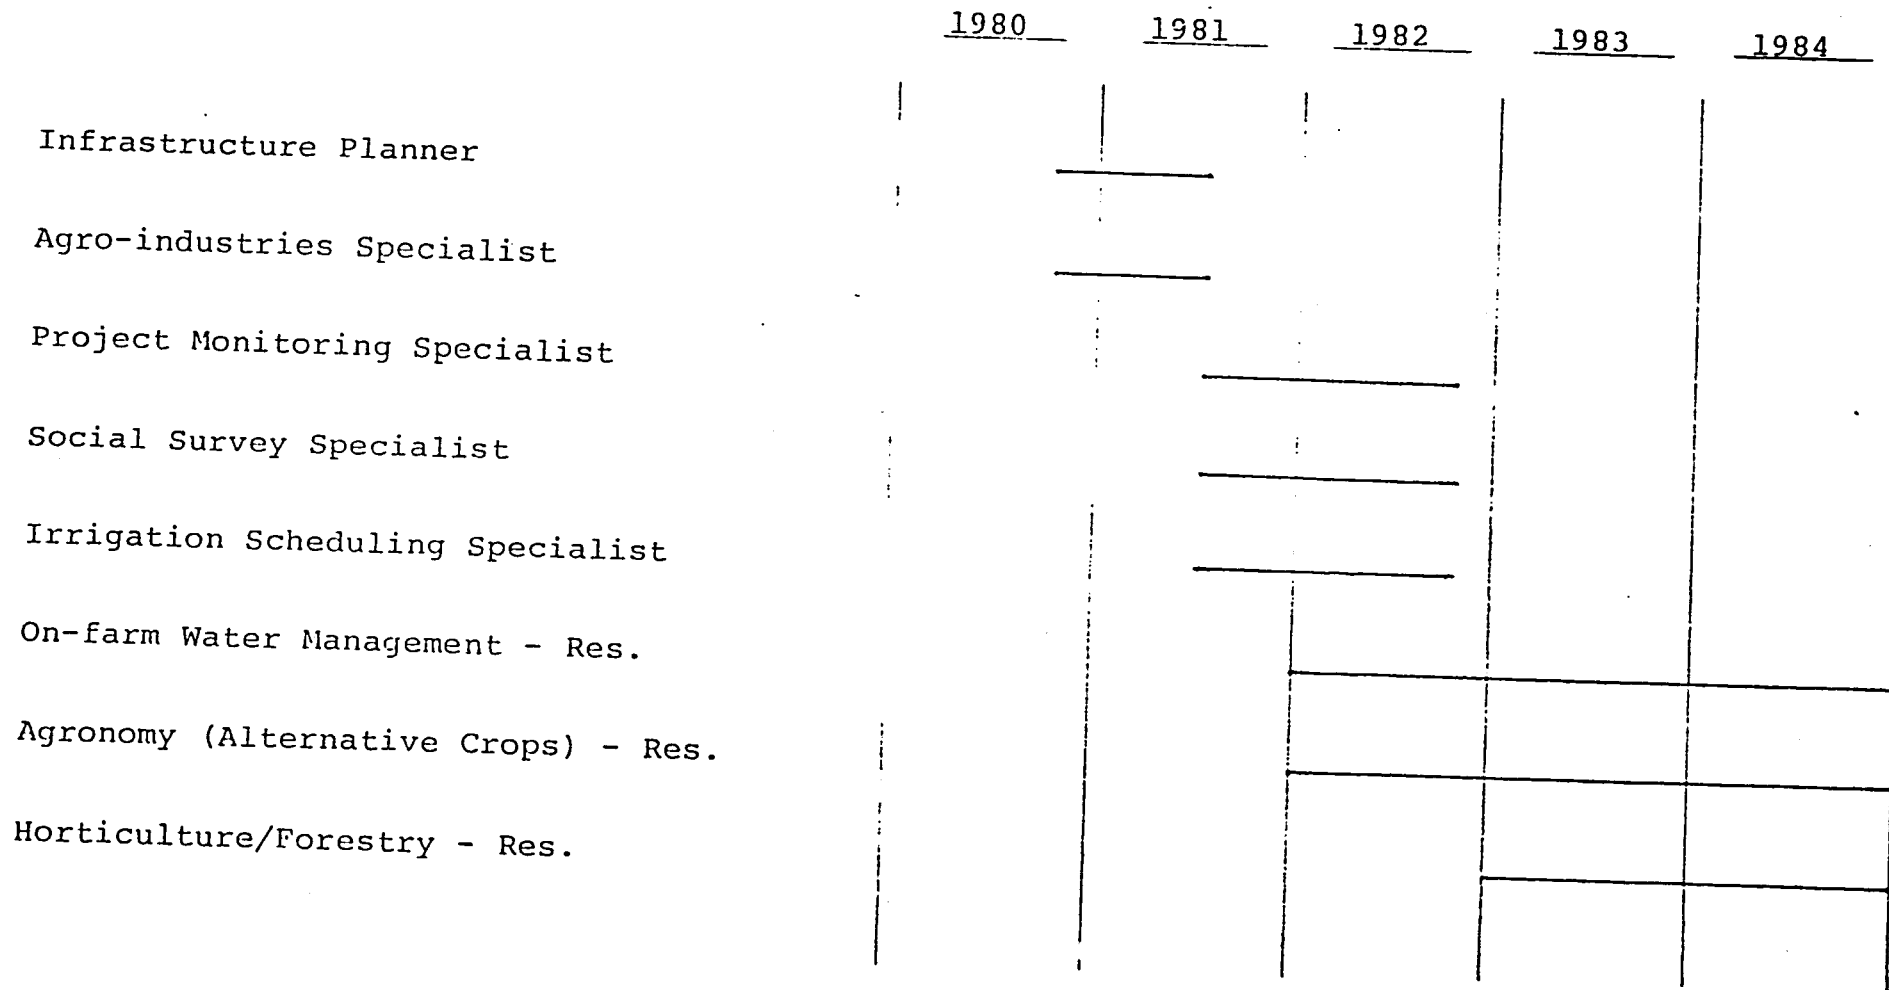 1980 1981 1982 1983 1984
Infrastructure Planner
Agro-industries Specialist
Project Monitoring Specialist
Social Survey Specialist
Irrigation Scheduling Specialist
On-farm Water Management - Res.
Agronomy (Alternative Crops) - Res.
Horticulture/Forestry - Res.